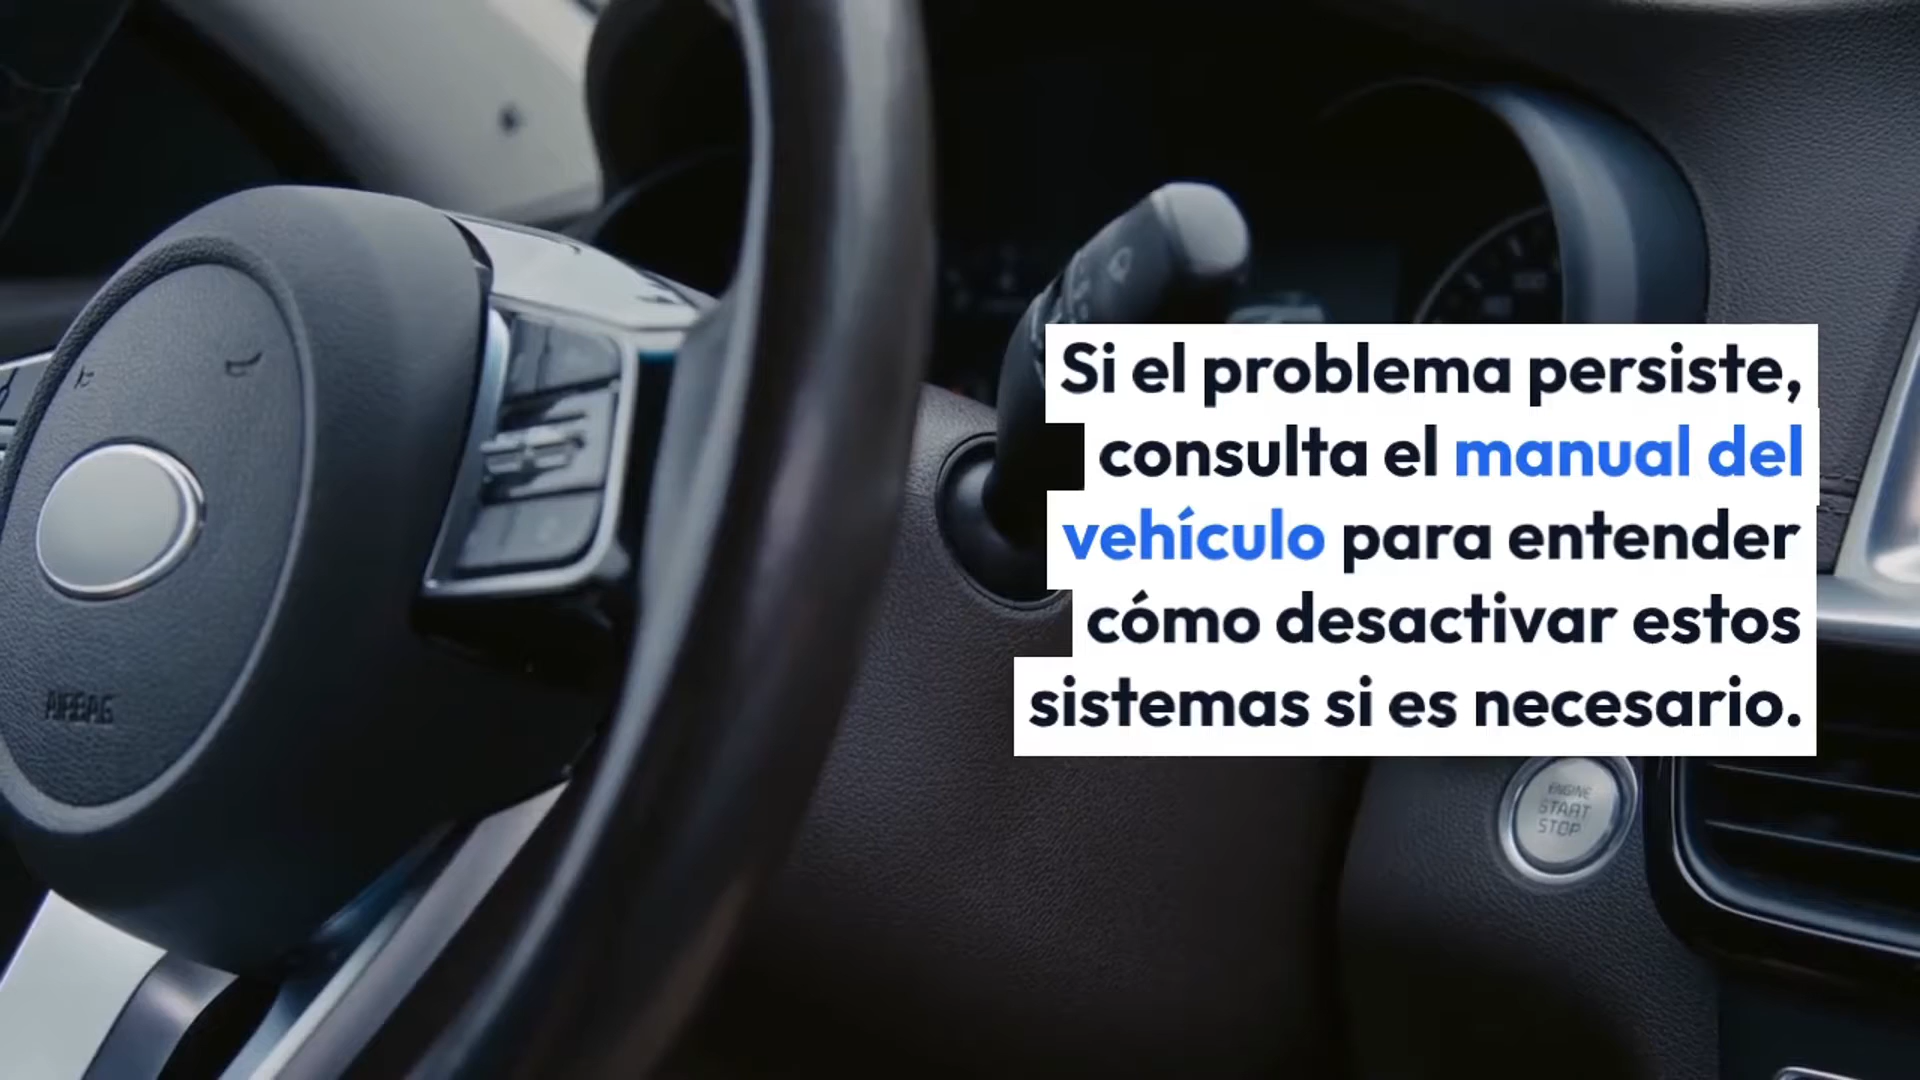 Si el problema persiste,
consulta el manual del
vehículo para entender
cómo desactivar estos
sistemas si es necesario.
AIRBAG
ENGINE
START
STOP